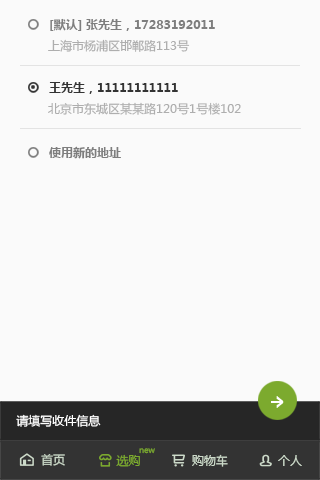 [默认] 张先生，17283192011
上海市杨浦区邯郸路113号
王先生，11111111111
北京市东城区某某路120号1号楼102
使用新的地址
请填写收件信息
首页 选购 new 购物车 个人